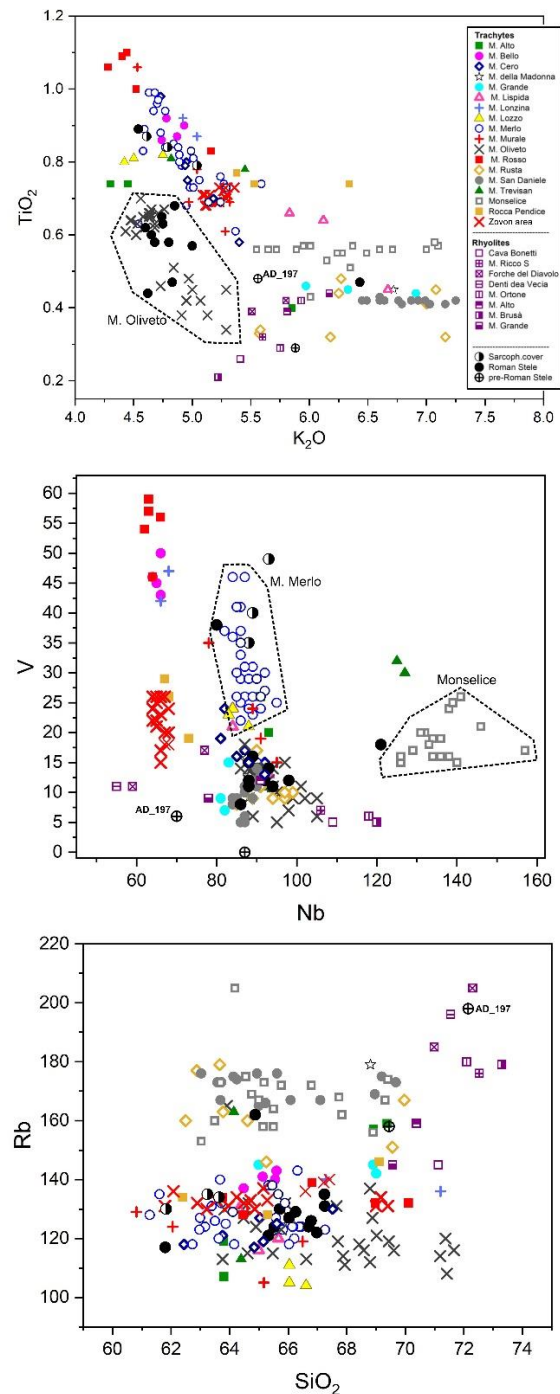 1.2
1.0
0.8
0.6
0.4
0.2
TiO2
M. Oliveto
AD_197
4.0 4.5 5.0 5.5 6.0 6.5 7.0 7.5 8.0
K2O
Trachytes
M. Alto
M. Bello
M. Cero
M. della Madonna
M. Grande
M. Lispida
M. Lonzina
M. Lozzo
M. Merlo
M. Murale
M. Oliveto
M. Rosso
M. Rusta
M. San Daniele
M. Trevisan
Monselice
Rocca Pendice
Zovon area
Rhyolites
Cava Bonetti
M. Ricco S
Forche del Diavolo
Denti dea Vecia
M. Ortone
M. Alto
M. Brusà
M. Grande
Sarcoph.cover
Roman Stele
pre-Roman Stele
60
55
50
45
40
35
30
25
20
15
10
5
0
V
M. Merlo
Monselice
AD_197
60 80 100 120 140 160
Nb
220
200
180
160
140
120
100
Rb
AD_197
60 62 64 66 68 70 72 74
SiO2